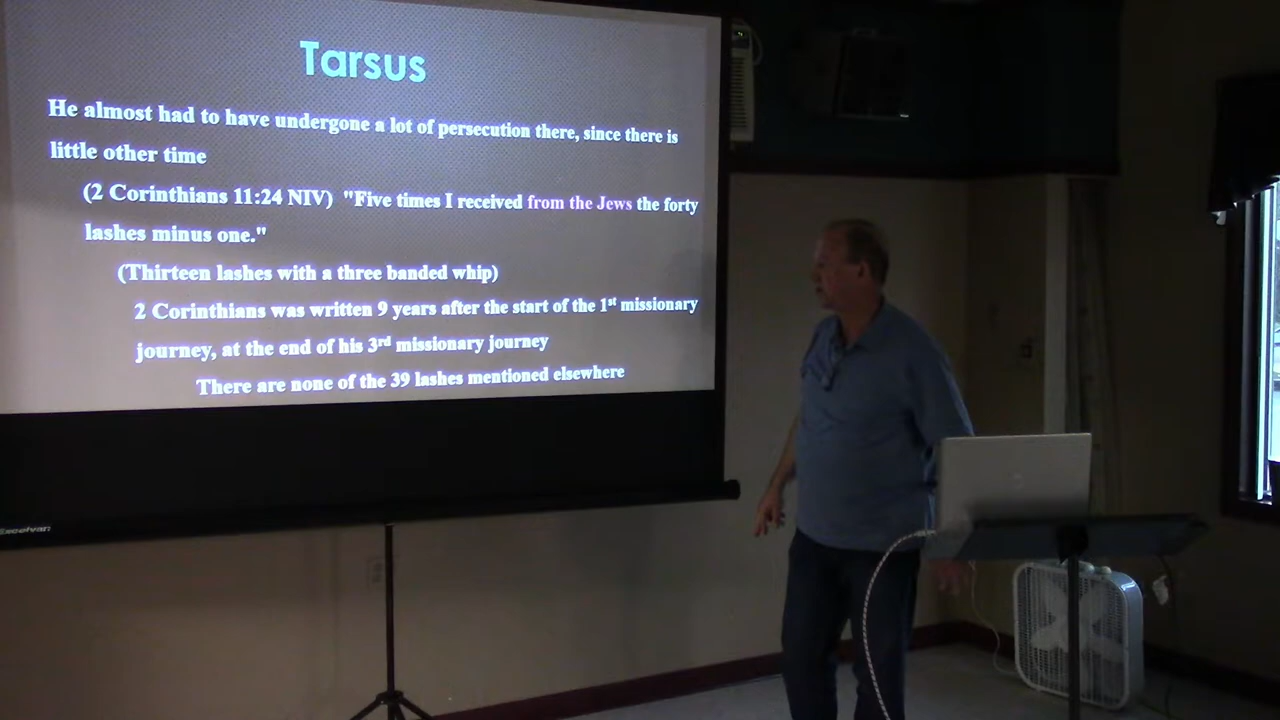 Tarsus
He almost had to have undergone a lot of persecution there, since there is
little other time
(2 Corinthians 11:24 NIV) "Five times I received from the Jews the forty
lashes minus one."
(Thirteen lashes with a three banded whip)
2 Corinthians was written 9 years after the start of the 1st missionary
journey, at the end of his 3rd missionary journey
There are none of the 39 lashes mentioned elsewhere